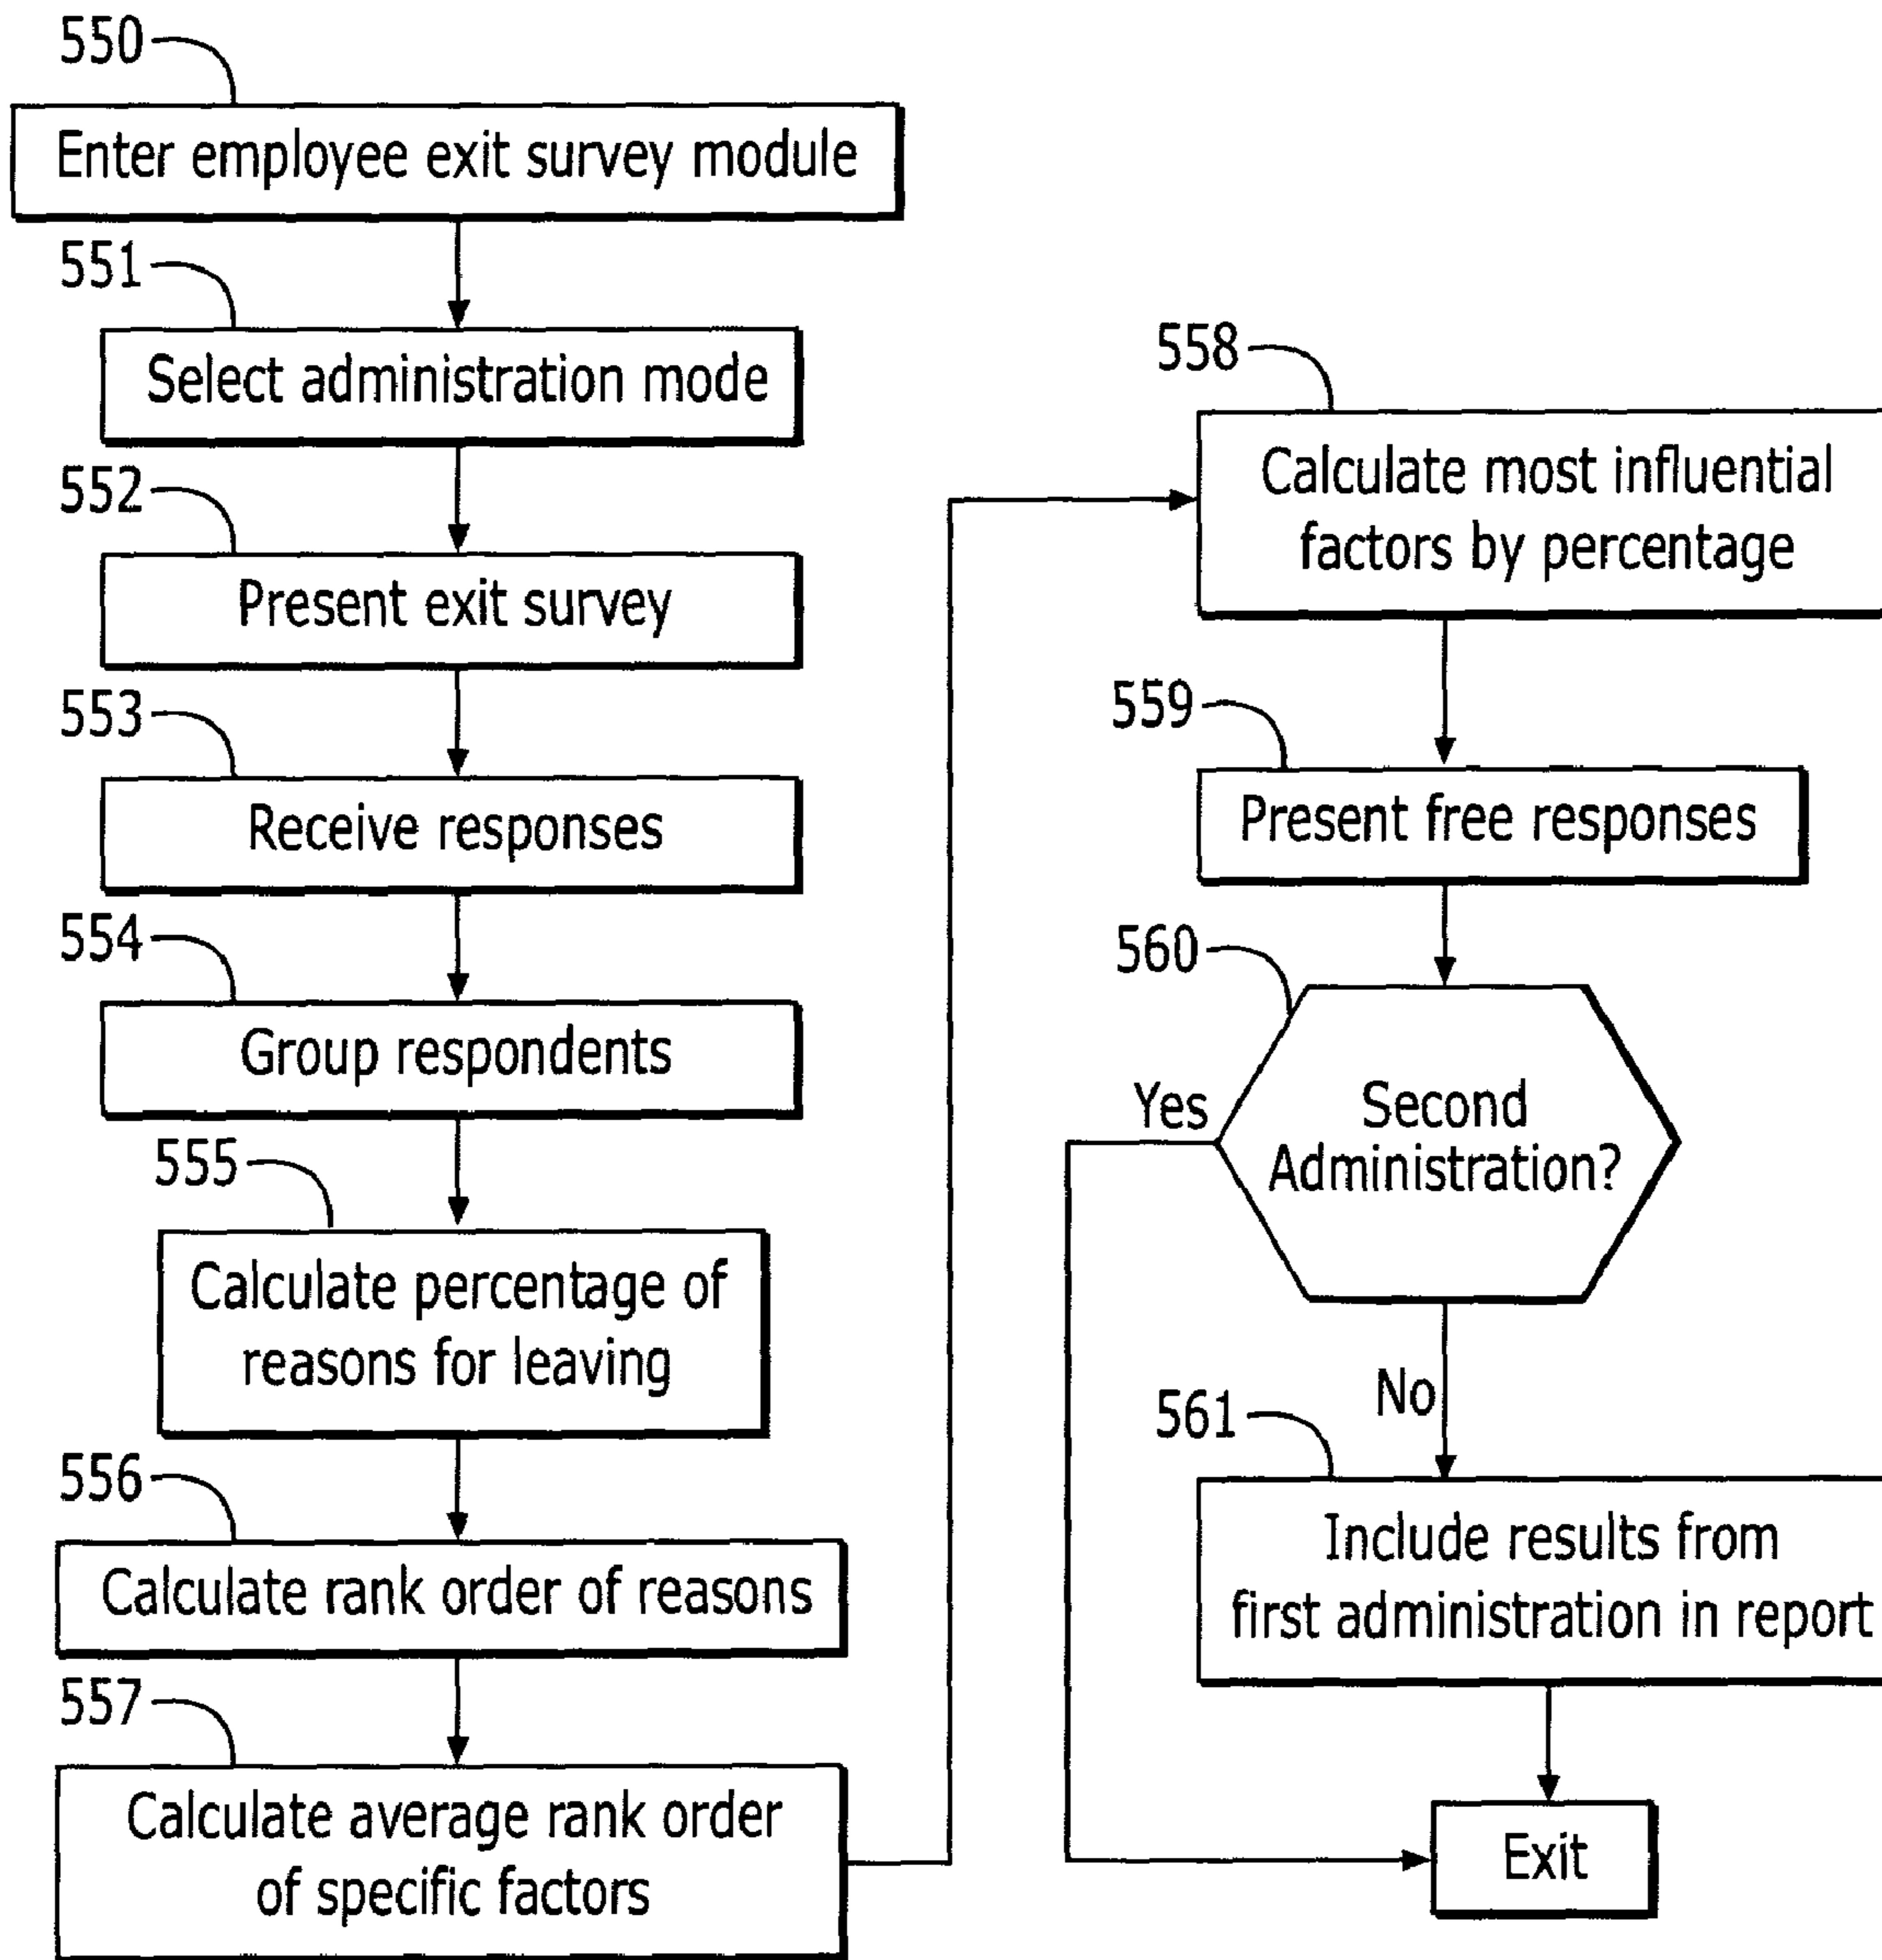 550
Enter employee exit survey module
551
Select administration mode
552
Present exit survey
553
Receive responses
554
Group respondents
555
Calculate percentage of
reasons for leaving
556
Calculate rank order of reasons
557
Calculate average rank order
of specific factors
558
Calculate most influential
factors by percentage
559
Present free responses
560
Second
Administration?
Yes
No
561
Include results from
first administration in report
Exit